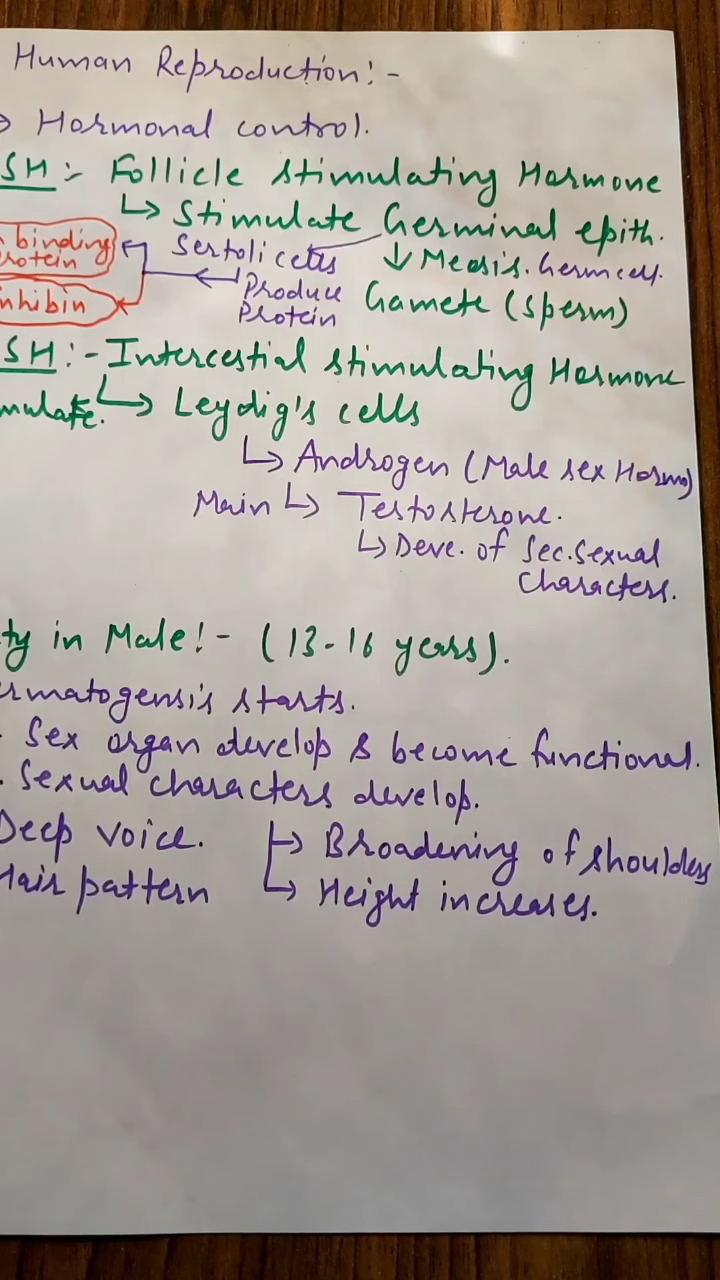 Human Reproduction:-
Hormonal control.
SH:- Follicle stimulating Hormone
↳ Stimulate Germinal epith.
binding
rotein
Sertoli cells ↓ Meosis. Germ cell.
nhibin
Produce
Protein
Gamete (Sperm)
SH:- Intercestial stimulating Hormone
mulate. ↳ Leydig's cells
↳ Androgen (Male sex Hormo)
Main ↳ Testosterone.
↳ Deve. of Sec. Sexual
Characters.
ty in Male:- (13-16 years).
rmatogensis starts.
Sex organ develop & become functional.
Sexual characters develop.
Deep voice. → Broadening of shoulders
Hair pattern ↳ Height increases.